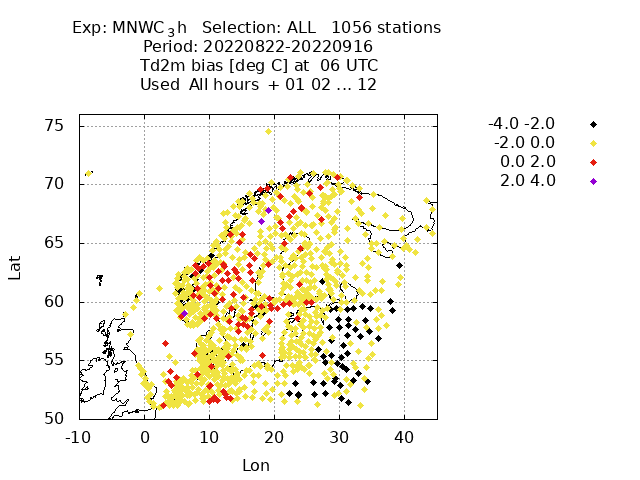 Exp: MNWC_3h Selection: ALL 1056 stations
Period: 20220822-20220916
Td2m bias [deg C] at 06 UTC
Used All hours + 01 02 ... 12
-4.0 -2.0
-2.0 0.0
0.0 2.0
2.0 4.0
75
70
65
60
55
50
Lat
-10 0 10 20 30 40
Lon